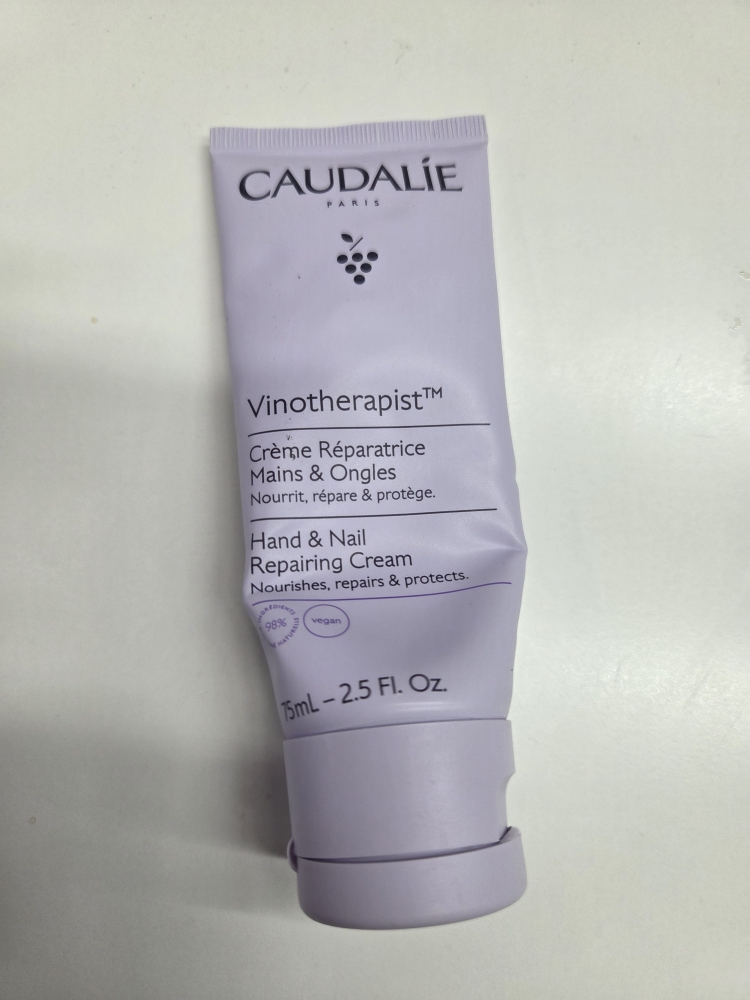 CAUDALÍE
PARIS
Vinotherapist™
Crème Réparatrice
Mains & Ongles
Nourrit, répare & protège.
Hand & Nail
Repairing Cream
Nourishes, repairs & protects.
98%
vegan
75mL – 2.5 Fl. Oz.